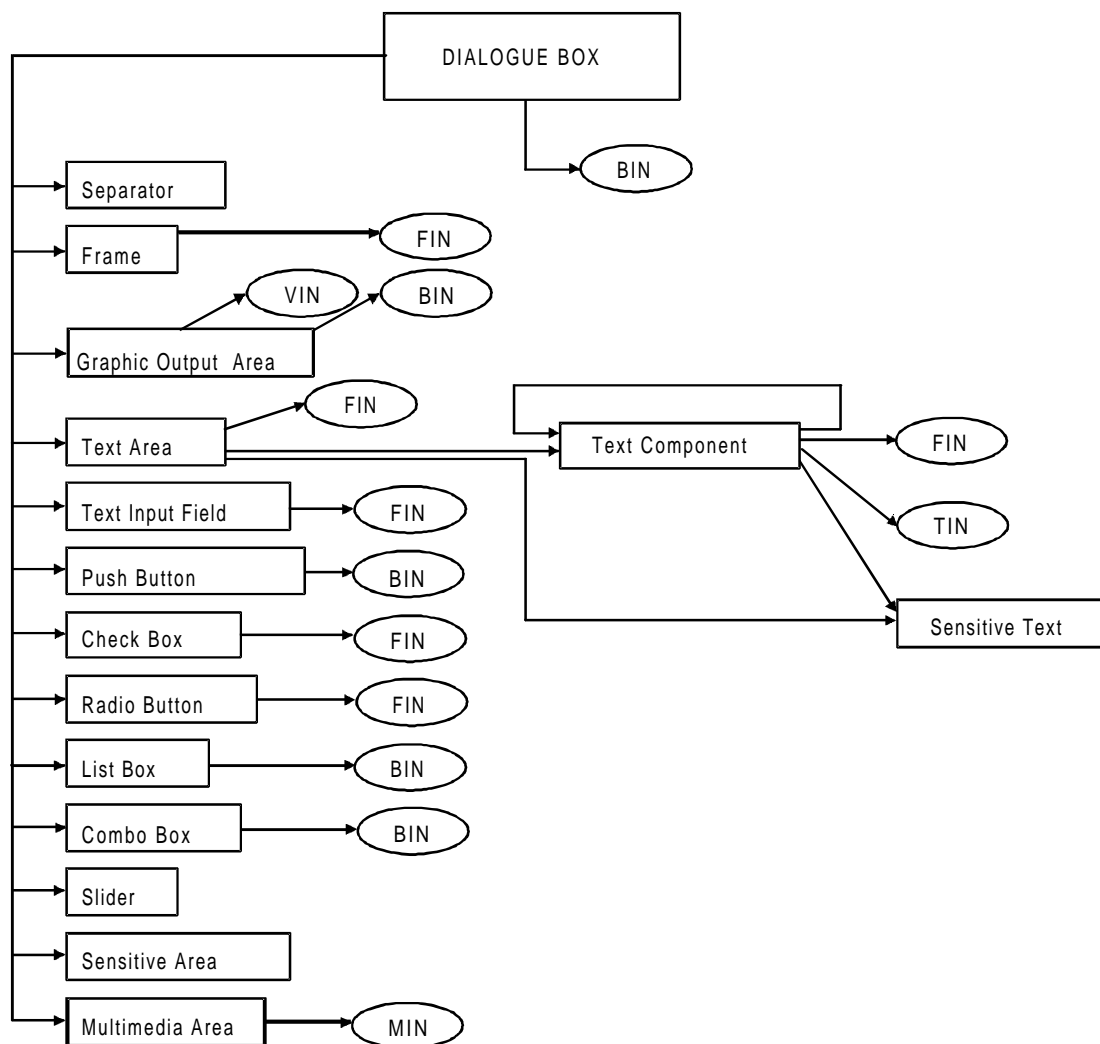 DIALOGUE BOX
BIN
Separator
Frame
FIN
VIN
BIN
Graphic Output Area
FIN
Text Area
Text Component
FIN
Text Input Field
FIN
TIN
Push Button
BIN
Check Box
FIN
Sensitive Text
Radio Button
FIN
List Box
BIN
Combo Box
BIN
Slider
Sensitive Area
Multimedia Area
MIN